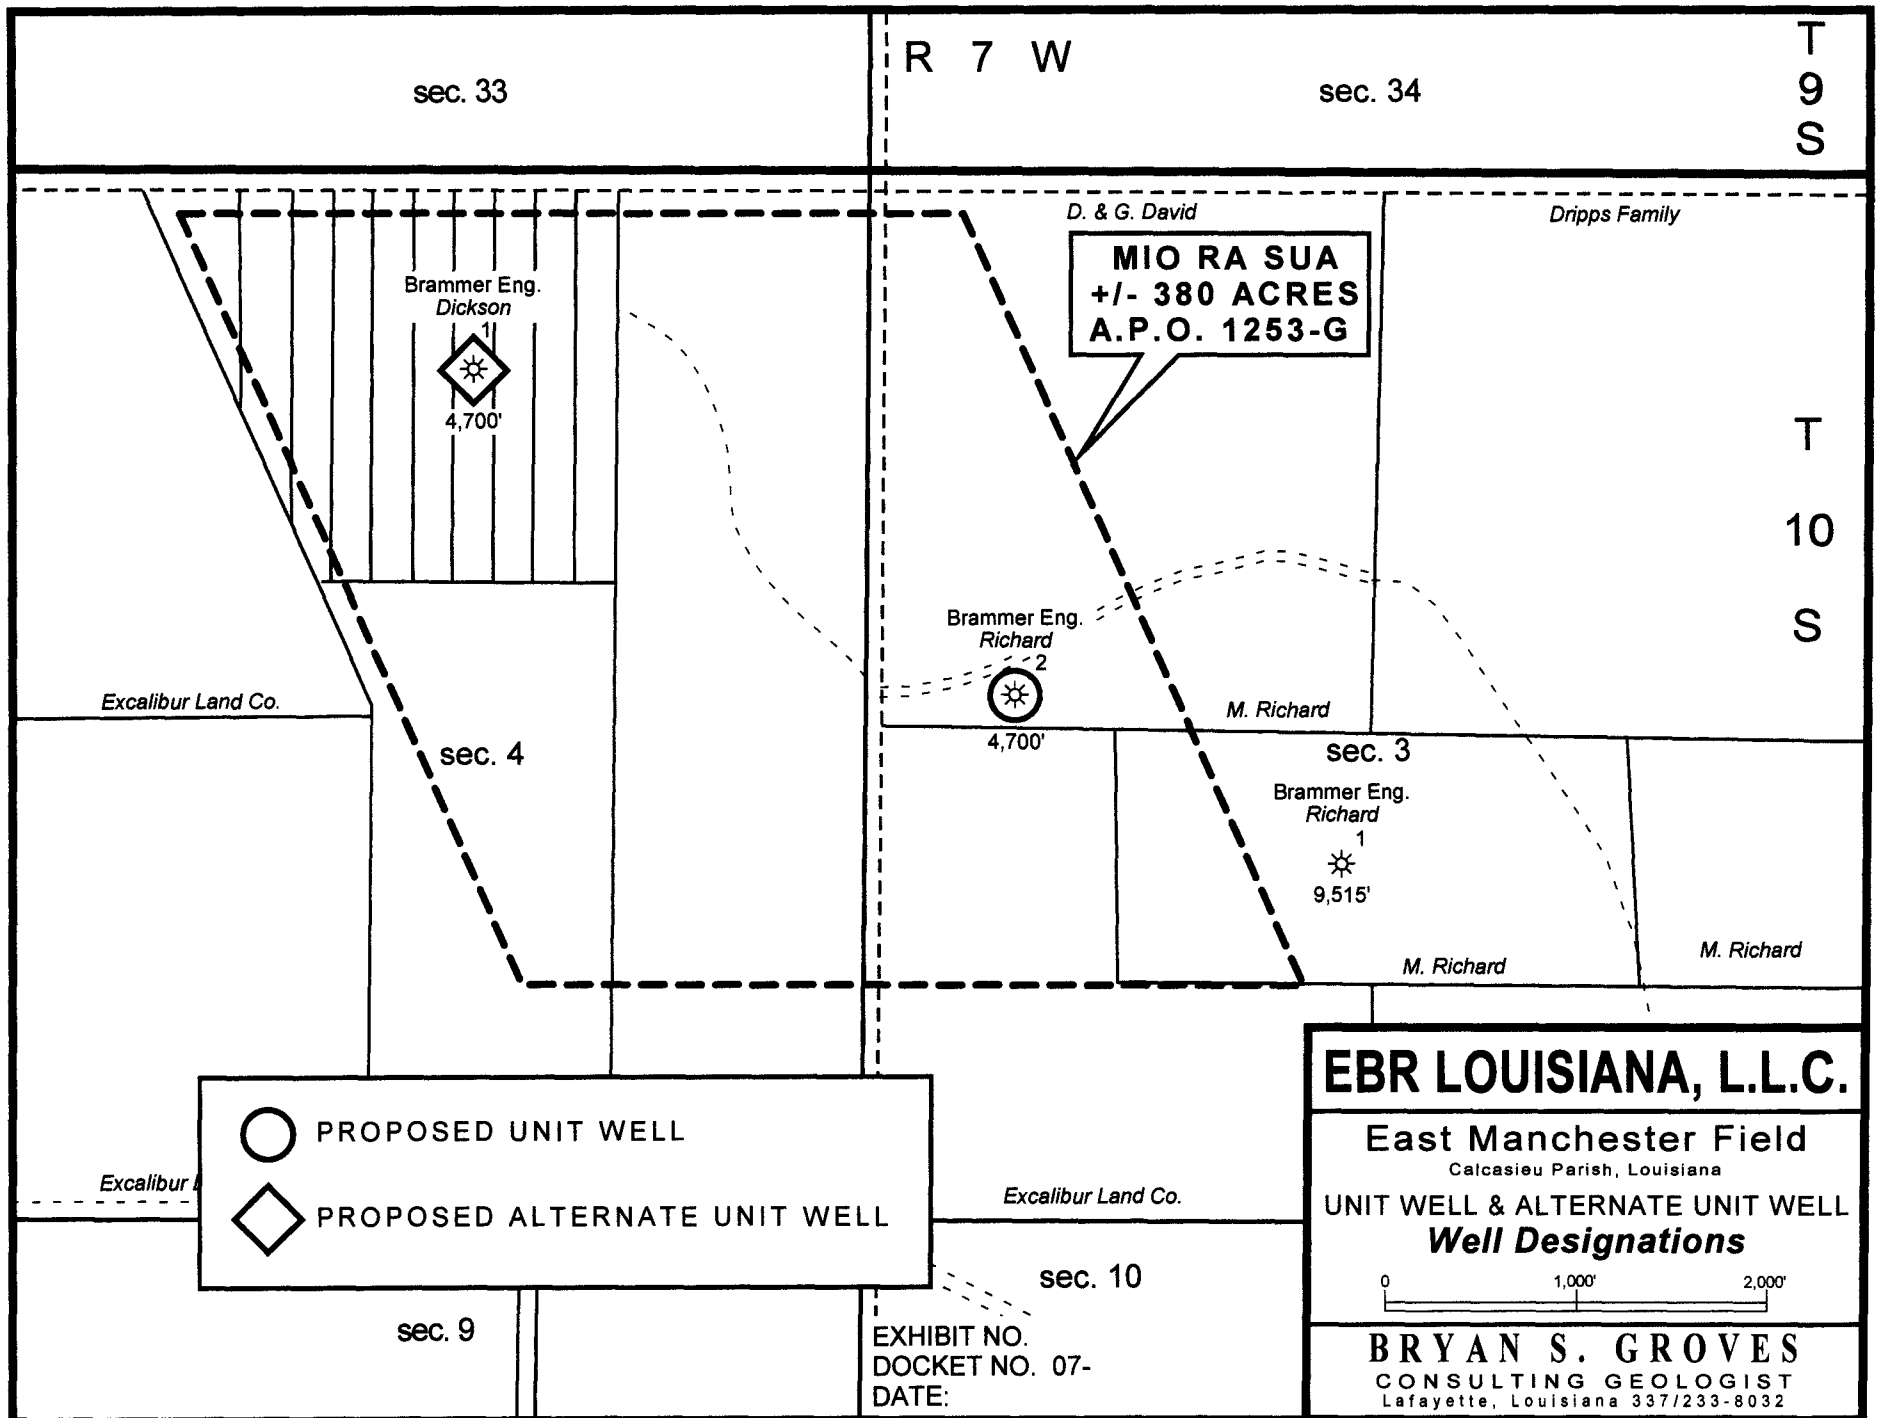 R 7 W
T
9
S
sec. 33
sec. 34
D. & G. David
Dripps Family
MIO RA SUA
+/- 380 ACRES
A.P.O. 1253-G
Brammer Eng.
Dickson
1
4,700'
T
10
S
Brammer Eng.
Richard
2
4,700'
Excalibur Land Co.
M. Richard
sec. 4
sec. 3
Brammer Eng.
Richard
1
9,515'
M. Richard
M. Richard
PROPOSED UNIT WELL
PROPOSED ALTERNATE UNIT WELL
Excalibur
Excalibur Land Co.
sec. 10
sec. 9
EXHIBIT NO.
DOCKET NO. 07-
DATE:
EBR LOUISIANA, L.L.C.
East Manchester Field
Calcasieu Parish, Louisiana
UNIT WELL & ALTERNATE UNIT WELL
Well Designations
0 1,000' 2,000'
BRYAN S. GROVES
CONSULTING GEOLOGIST
Lafayette, Louisiana 337/233-8032